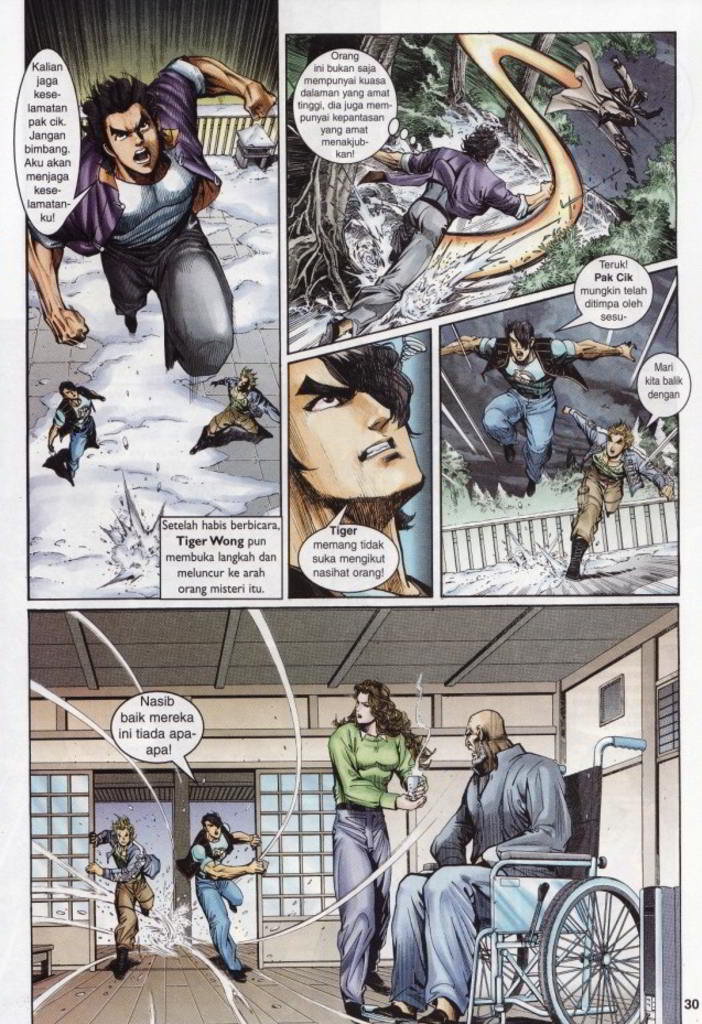 Kalian
jaga
kese-
lamatan
pak cik.
Jangan
bimbang.
Aku akan
menjaga
kese-
lamatan-
ku!
Orang
ini bukan saja
mempunyai kuasa
dalaman yang amat
tinggi, dia juga mem-
punyai kepantasan
yang amat
menakjub-
kan!
Setelah habis berbicara,
Tiger Wong pun
membuka langkah dan
meluncur ke arah
orang misteri itu.
Tiger
memang tidak
suka mengikut
nasihat orang!
Teruk!
Pak Cik
mungkin telah
ditimpa oleh
sesu-
Mari
kita balik
dengan
Nasib
baik mereka
ini tiada apa-
apa!
30